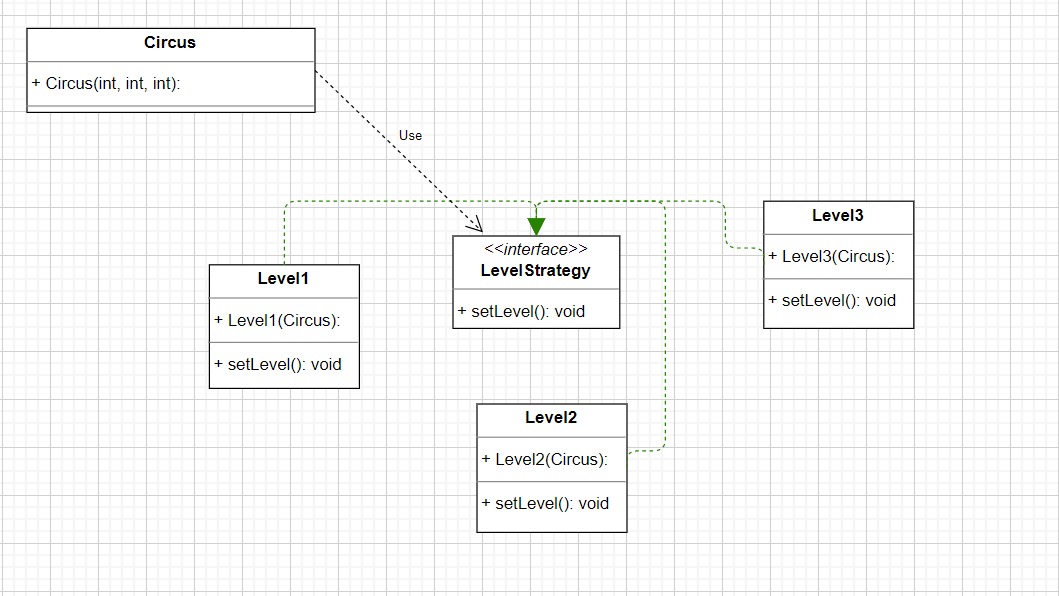 Circus
+ Circus(int, int, int):
Use
<<interface>>
LevelStrategy
+ setLevel(): void
Level3
+ Level3(Circus):
+ setLevel(): void
Level1
+ Level1(Circus):
+ setLevel(): void
Level2
+ Level2(Circus):
+ setLevel(): void